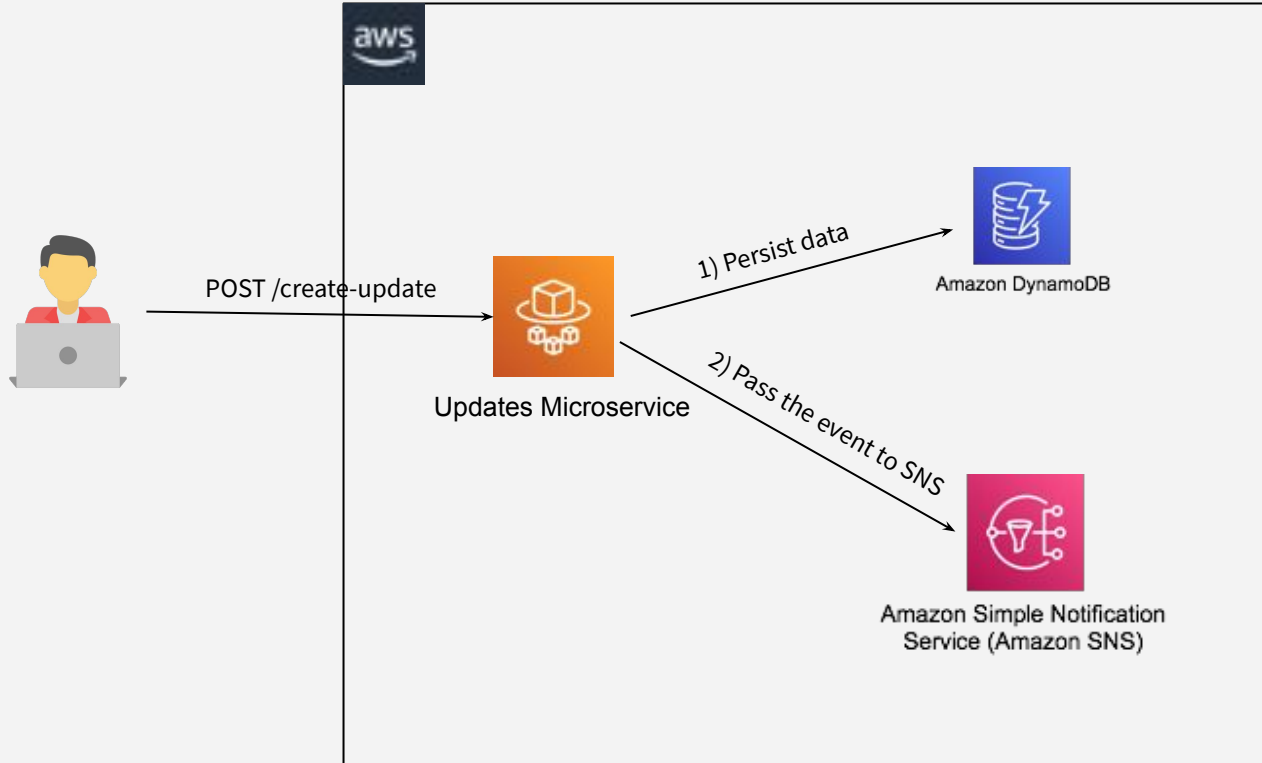 aws
POST /create-update
Updates Microservice
1) Persist data
Amazon DynamoDB
2) Pass the event to SNS
Amazon Simple Notification
Service (Amazon SNS)